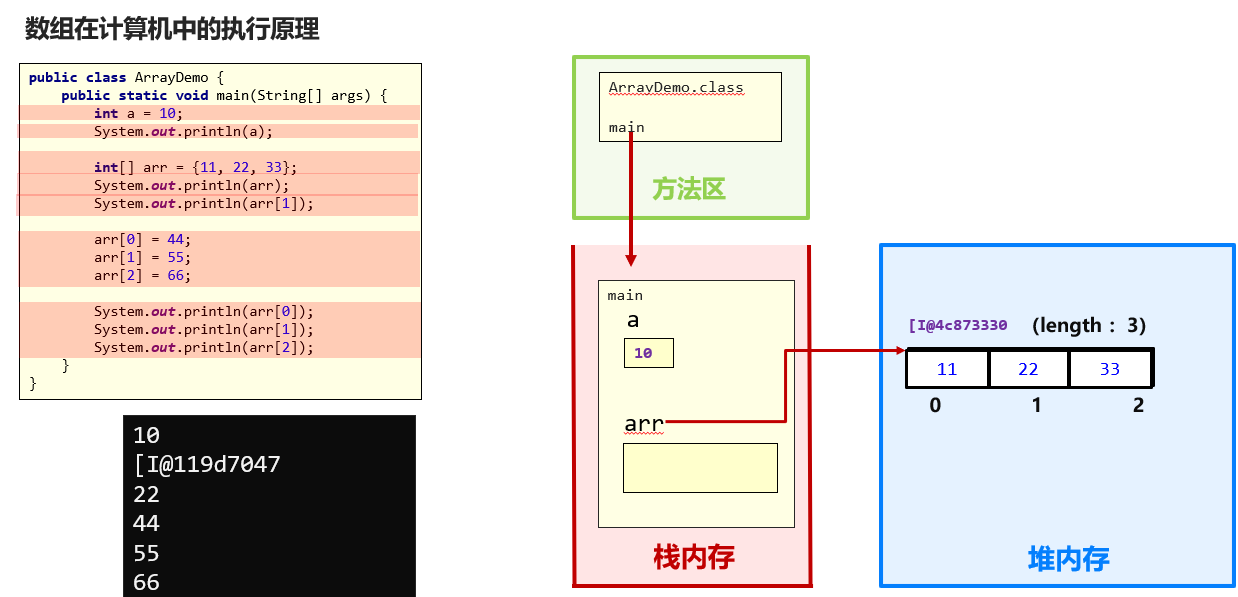 数组在计算机中的执行原理
public class ArrayDemo {
public static void main(String[] args) {
int a = 10;
System.out.println(a);
int[] arr = {11, 22, 33};
System.out.println(arr);
System.out.println(arr[1]);
arr[0] = 44;
arr[1] = 55;
arr[2] = 66;
System.out.println(arr[0]);
System.out.println(arr[1]);
System.out.println(arr[2]);
}
}
10
[I@119d7047
22
44
55
66
ArrayDemo.class
main
方法区
main
a
10
arr
栈内存
[I@4c873330 (length : 3)
11 22 33
0 1 2
堆内存